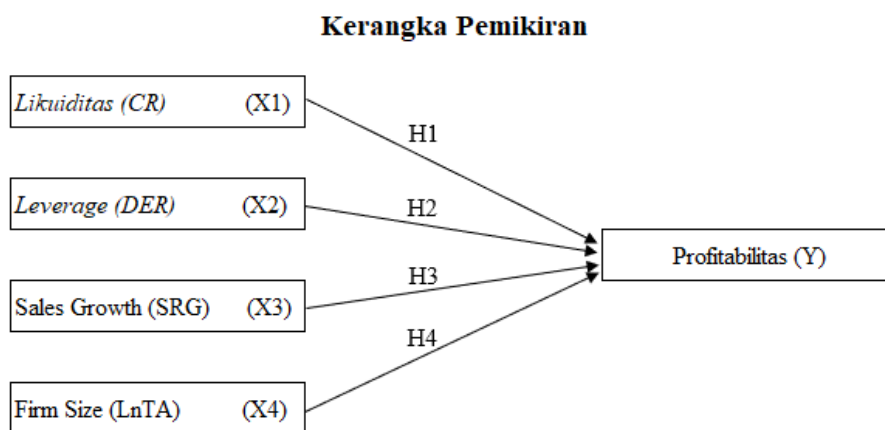 Kerangka Pemikiran
Likuiditas (CR) (X1)
H1
Leverage (DER) (X2)
H2
Profitabilitas (Y)
Sales Growth (SRG) (X3)
H3
H4
Firm Size (LnTA) (X4)